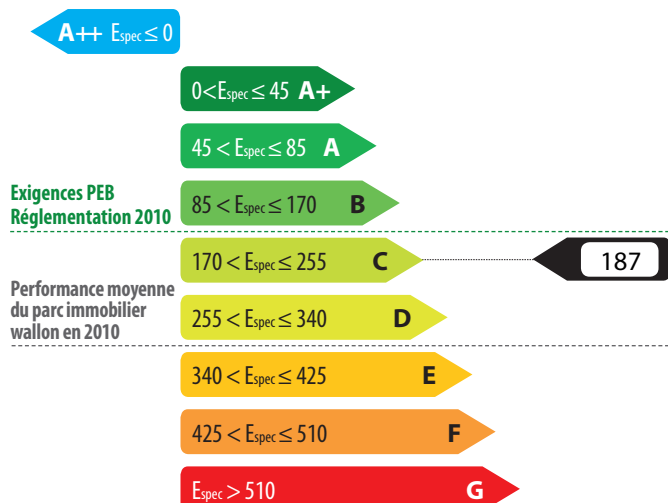 A++ Espec ≤ 0
0<Espec ≤ 45 A+
45 < Espec ≤ 85 A
Exigences PEB
Réglementation 2010
85 < Espec ≤ 170 B
170 < Espec ≤ 255 C
187
Performance moyenne
du parc immobilier
wallon en 2010
255 < Espec ≤ 340 D
340 < Espec ≤ 425 E
425 < Espec ≤ 510 F
Espec > 510 G